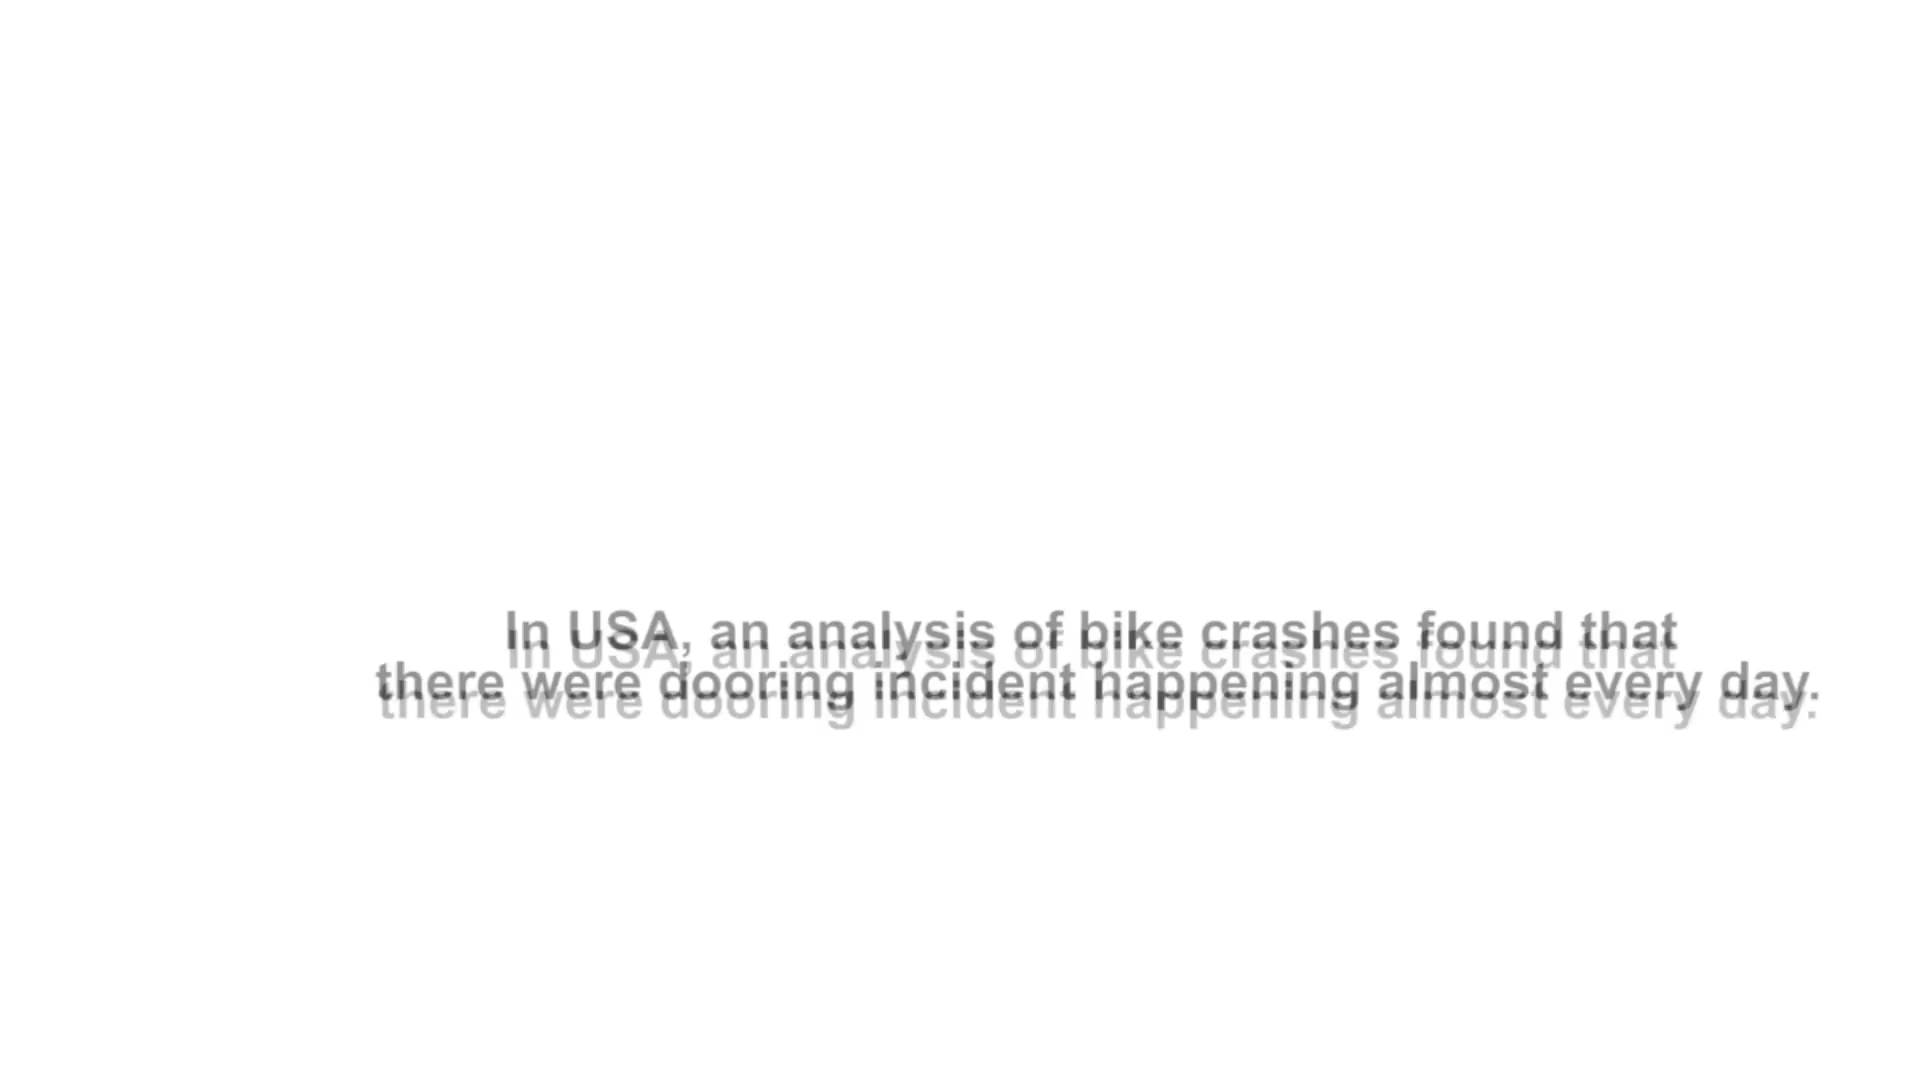 In USA, an analysis of bike crashes found that
there were dooring incident happening almost every day.